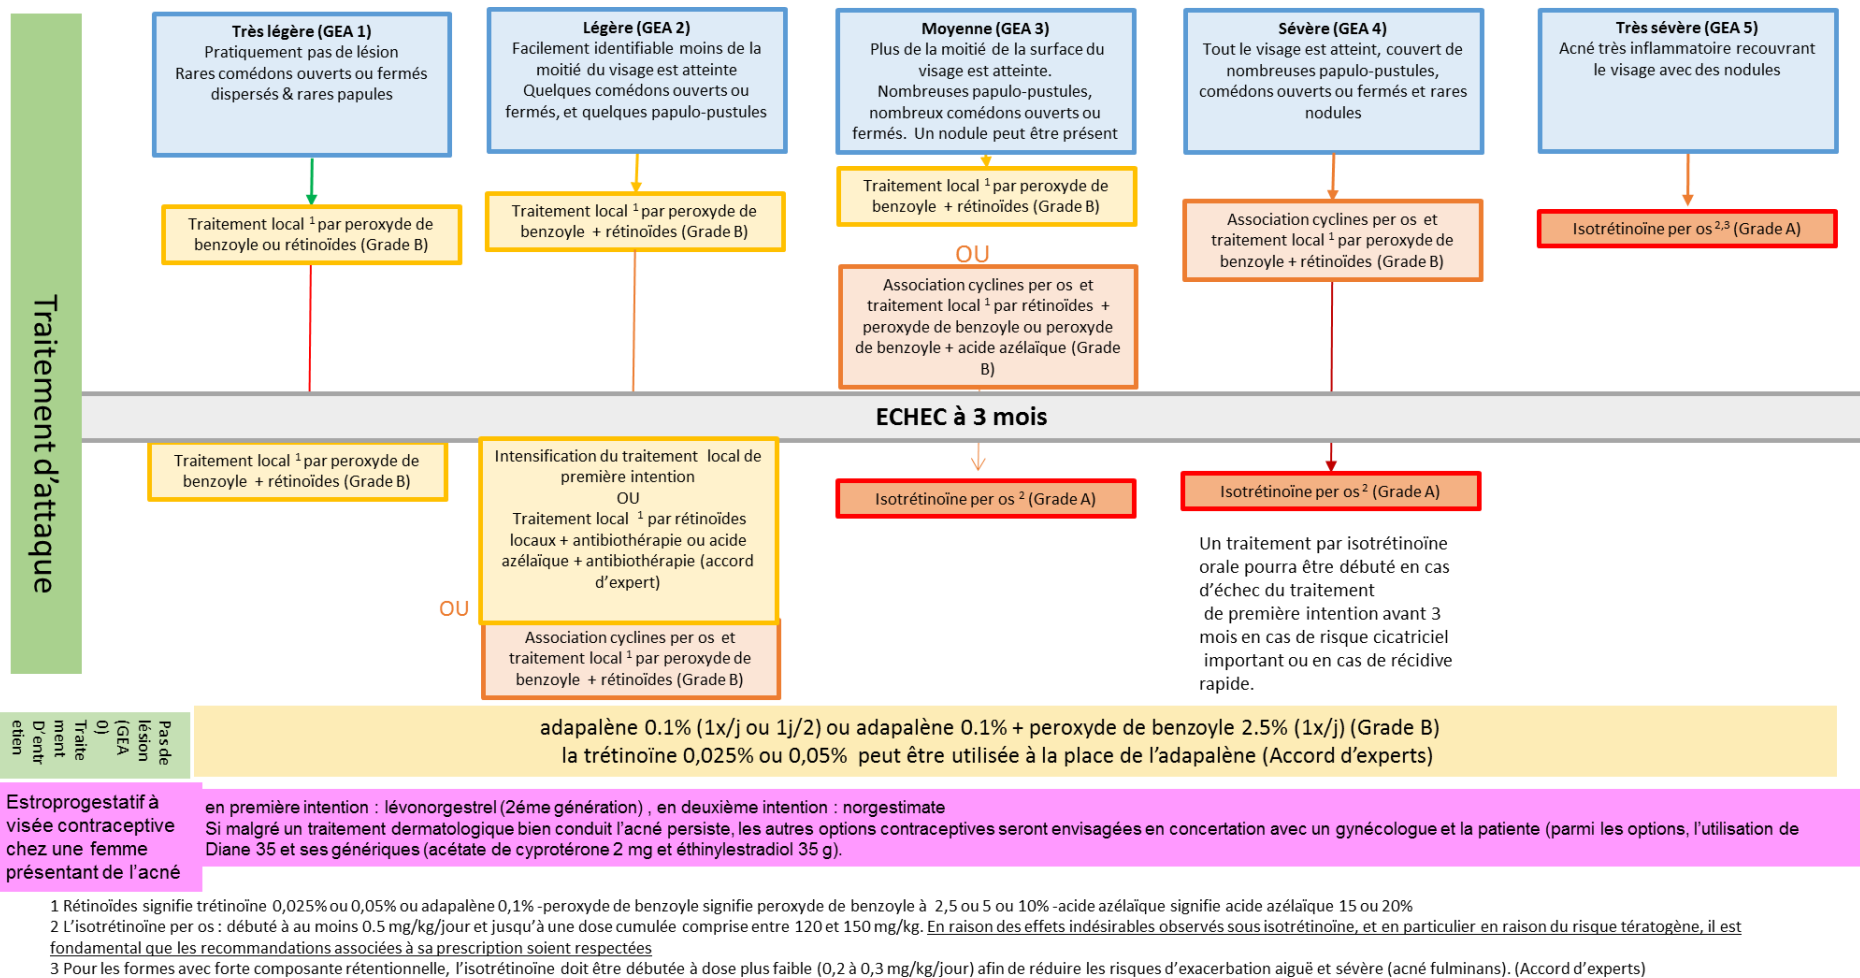 Très légère (GEA 1)
Pratiquement pas de lésion
Rares comédons ouverts ou fermés
dispersés & rares papules
Légère (GEA 2)
Facilement identifiable moins de la
moitié du visage est atteinte
Quelques comédons ouverts ou
fermés, et quelques papulo-pustules
Moyenne (GEA 3)
Plus de la moitié de la surface du
visage est atteinte.
Nombreuses papulo-pustules,
nombreux comédons ouverts ou
fermés. Un nodule peut être présent
Sévère (GEA 4)
Tout le visage est atteint, couvert de
nombreuses papulo-pustules,
comédons ouverts ou fermés et rares
nodules
Très sévère (GEA 5)
Acné très inflammatoire recouvrant
le visage avec des nodules
Traitement d’attaque
Traitement local ¹ par peroxyde de
benzoyle ou rétinoïdes (Grade B)
Traitement local ¹ par peroxyde de
benzoyle + rétinoïdes (Grade B)
Traitement local ¹ par peroxyde de
benzoyle + rétinoïdes (Grade B)
OU
Association cyclines per os et
traitement local ¹ par rétinoïdes +
peroxyde de benzoyle ou peroxyde
de benzoyle + acide azélaïque (Grade
B)
Association cyclines per os et
traitement local ¹ par peroxyde de
benzoyle + rétinoïdes (Grade B)
Isotrétinoïne per os ²,³ (Grade A)
ECHEC à 3 mois
Traitement local ¹ par peroxyde de
benzoyle + rétinoïdes (Grade B)
Intensification du traitement local de
première intention
OU
Traitement local ¹ par rétinoïdes
locaux + antibiothérapie ou acide
azélaïque + antibiothérapie (accord
d’expert)
OU
Association cyclines per os et
traitement local ¹ par peroxyde de
benzoyle + rétinoïdes (Grade B)
Isotrétinoïne per os ² (Grade A)
Isotrétinoïne per os ² (Grade A)
Un traitement par isotrétinoïne
orale pourra être débuté en cas
d’échec du traitement
de première intention avant 3
mois en cas de risque cicatriciel
important ou en cas de récidive
rapide.
Pas de
lésion
(GEA
0)
Traite
ment
D’entr
etien
adapalène 0.1% (1x/j ou 1j/2) ou adapalène 0.1% + peroxyde de benzoyle 2.5% (1x/j) (Grade B)
la trétinoïne 0,025% ou 0,05% peut être utilisée à la place de l’adapalène (Accord d’experts)
Estroprogestatif à
visée contraceptive
chez une femme
présentant de l’acné
en première intention : lévonorgestrel (2éme génération) , en deuxième intention : norgestimate
Si malgré un traitement dermatologique bien conduit l’acné persiste, les autres options contraceptives seront envisagées en concertation avec un gynécologue et la patiente (parmi les options, l’utilisation de
Diane 35 et ses génériques (acétate de cyprotérone 2 mg et éthinylestradiol 35 g).
1 Rétinoïdes signifie trétinoïne 0,025% ou 0,05% ou adapalène 0,1% -peroxyde de benzoyle signifie peroxyde de benzoyle à 2,5 ou 5 ou 10% -acide azélaïque signifie acide azélaïque 15 ou 20%
2 L’isotrétinoïne per os : débuté à au moins 0.5 mg/kg/jour et jusqu’à une dose cumulée comprise entre 120 et 150 mg/kg. En raison des effets indésirables observés sous isotrétinoïne, et en particulier en raison du risque tératogène, il est
fondamental que les recommandations associées à sa prescription soient respectées
3 Pour les formes avec forte composante rétentionnelle, l’isotrétinoïne doit être débutée à dose plus faible (0,2 à 0,3 mg/kg/jour) afin de réduire les risques d’exacerbation aiguë et sévère (acné fulminans). (Accord d’experts)